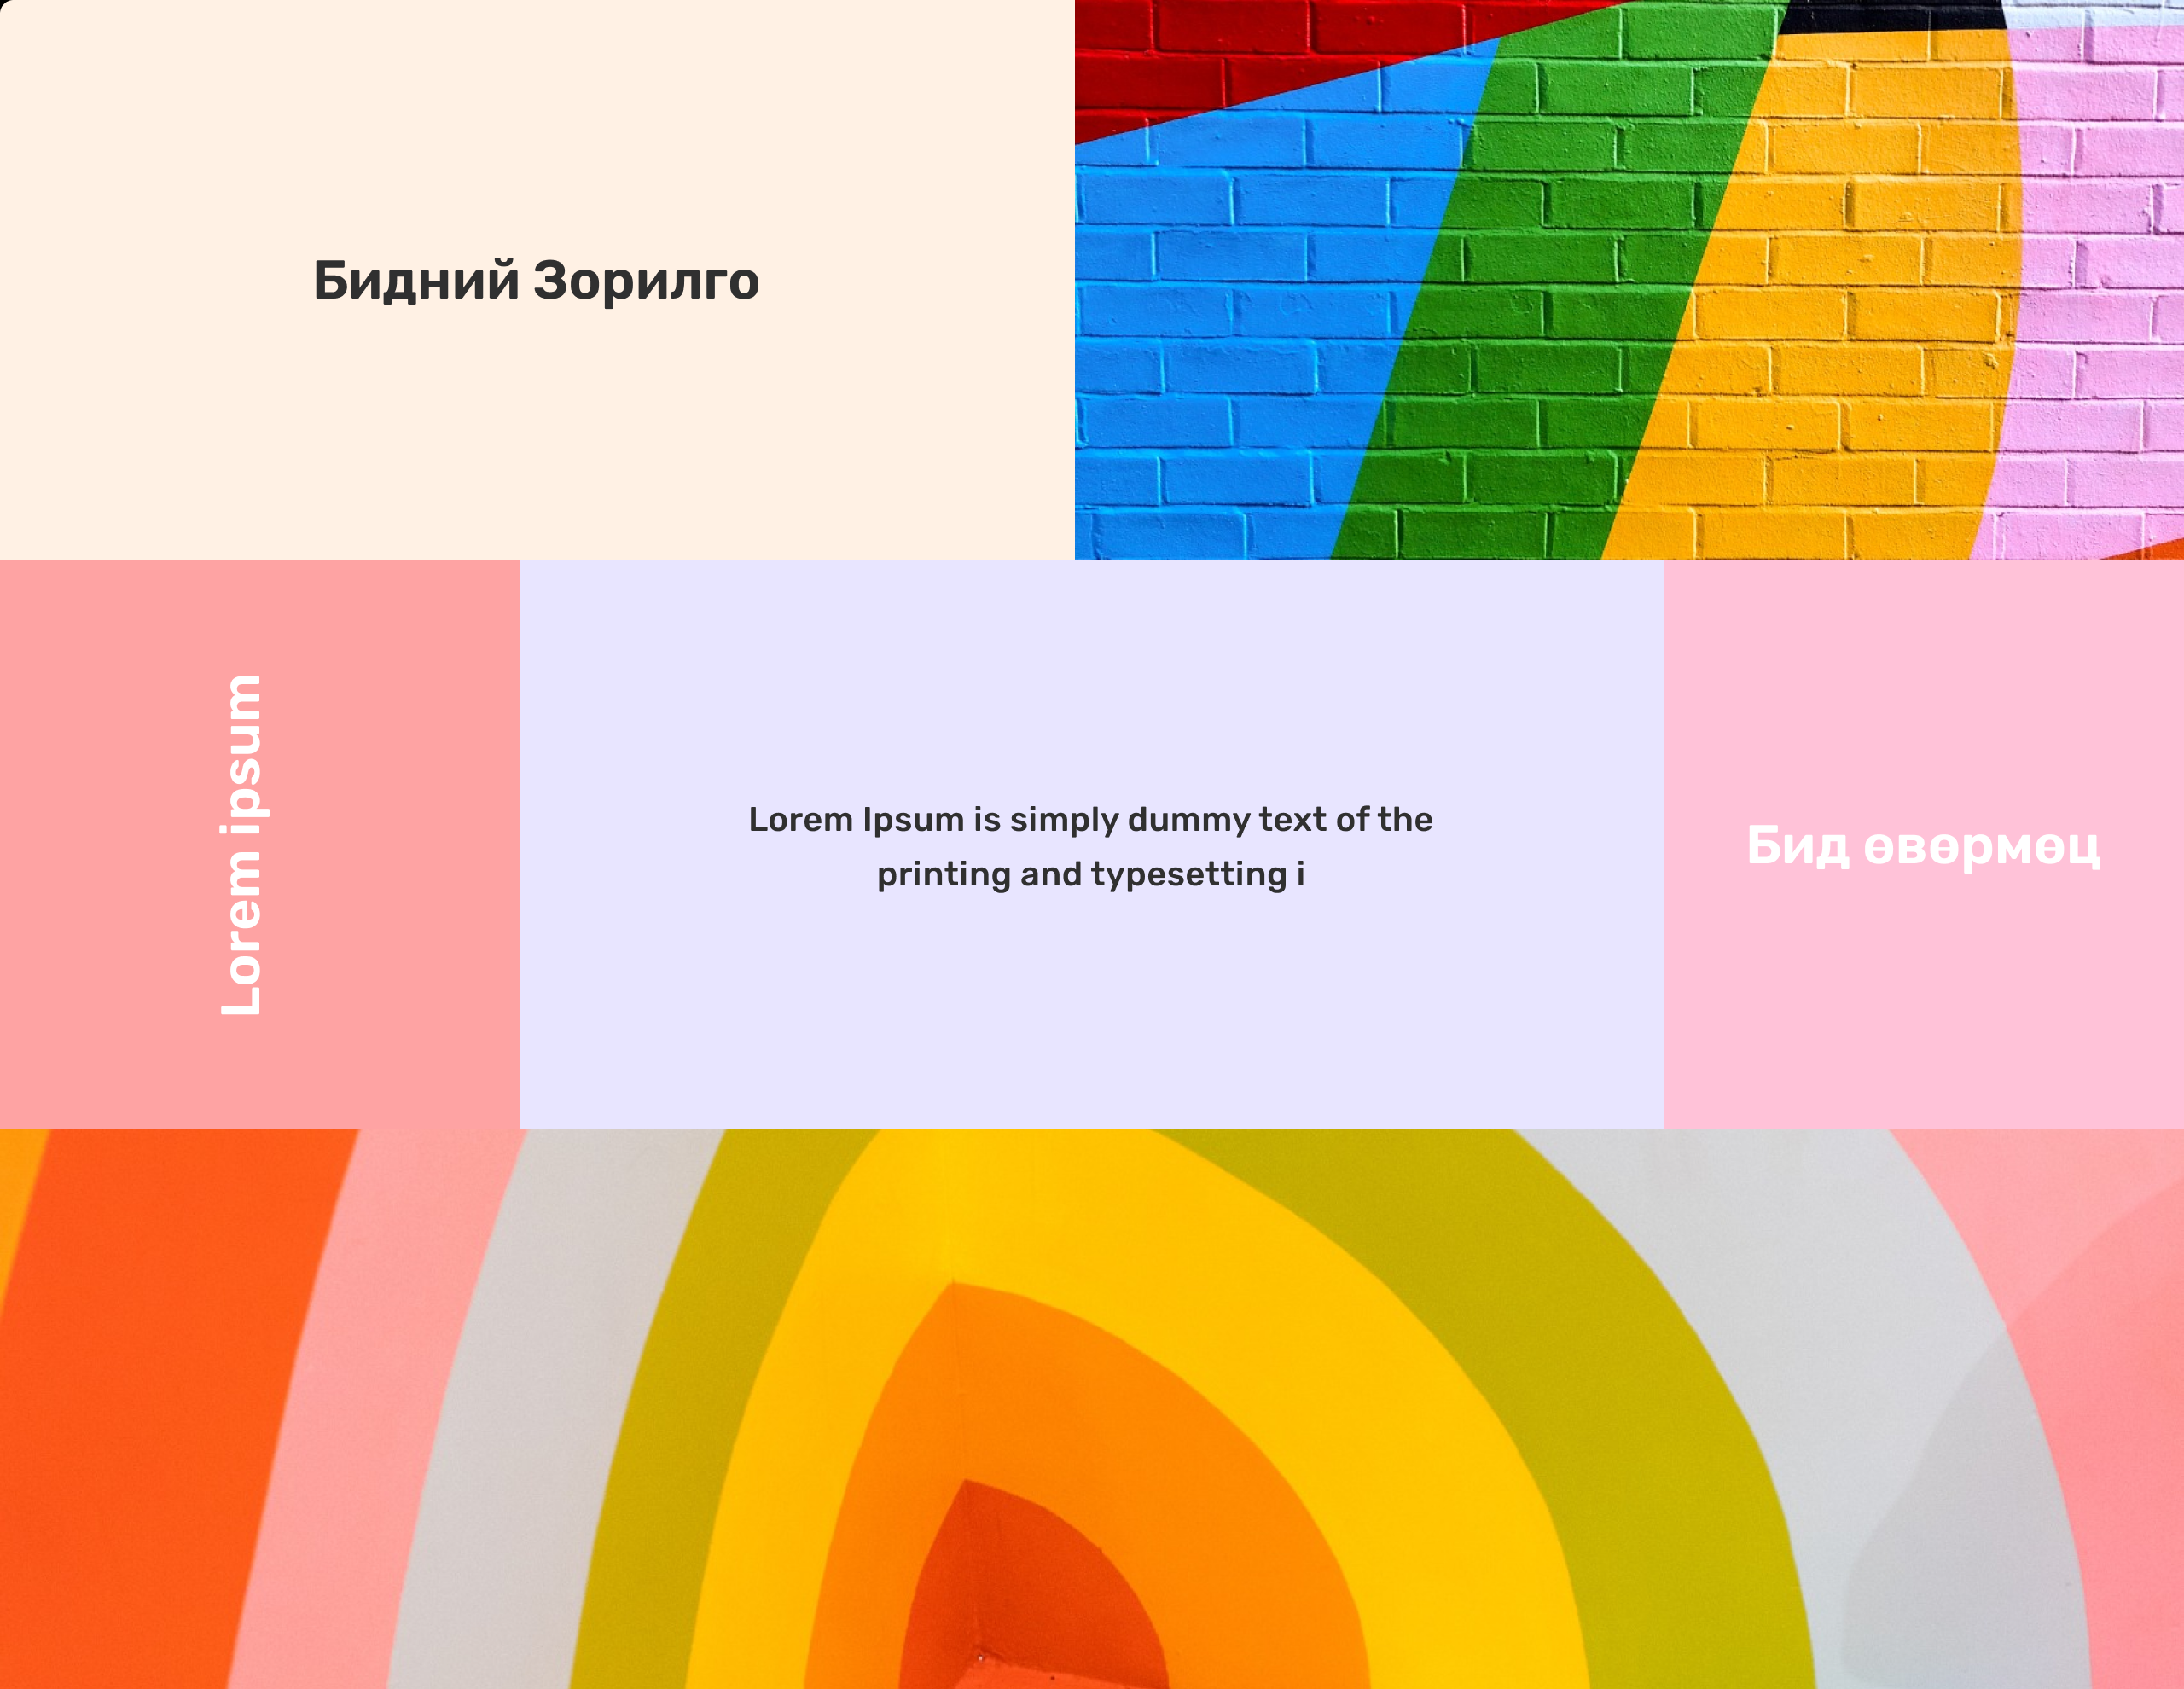 Бидний Зорилго
Lorem ipsum
Lorem Ipsum is simply dummy text of the
printing and typesetting i
Бид өвөрмөц